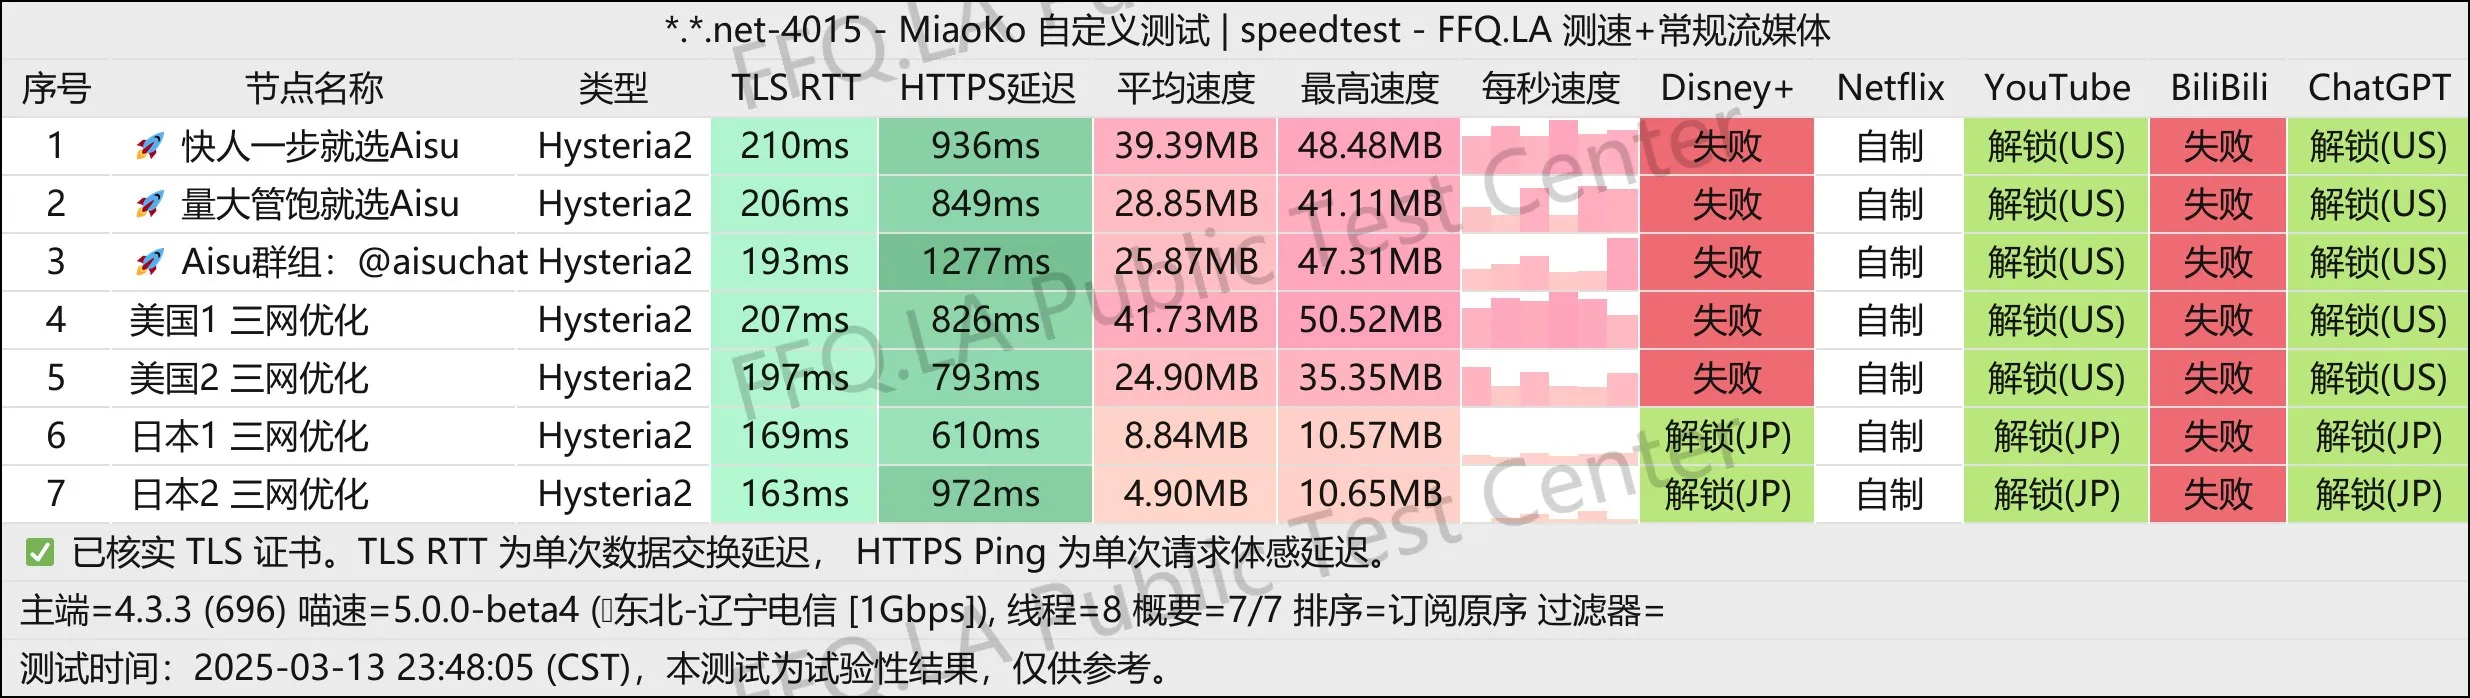 *.*.net-4015 - MiaoKo 自定义测试 | speedtest - FFQ.LA 测速+常规流媒体
序号 节点名称 类型 TLS RTT HTTPS延迟 平均速度 最高速度 每秒速度 Disney+ Netflix YouTube BiliBili ChatGPT
1 🚀 快人一步就选Aisu Hysteria2 210ms 936ms 39.39MB 48.48MB 失败 自制 解锁(US) 失败 解锁(US)
2 🚀 量大管饱就选Aisu Hysteria2 206ms 849ms 28.85MB 41.11MB 失败 自制 解锁(US) 失败 解锁(US)
3 🚀 Aisu群组：@aisuchat Hysteria2 193ms 1277ms 25.87MB 47.31MB 失败 自制 解锁(US) 失败 解锁(US)
4 美国1 三网优化 Hysteria2 207ms 826ms 41.73MB 50.52MB 失败 自制 解锁(US) 失败 解锁(US)
5 美国2 三网优化 Hysteria2 197ms 793ms 24.90MB 35.35MB 失败 自制 解锁(US) 失败 解锁(US)
6 日本1 三网优化 Hysteria2 169ms 610ms 8.84MB 10.57MB 解锁(JP) 自制 解锁(JP) 失败 解锁(JP)
7 日本2 三网优化 Hysteria2 163ms 972ms 4.90MB 10.65MB 解锁(JP) 自制 解锁(JP) 失败 解锁(JP)
✅ 已核实 TLS 证书。TLS RTT 为单次数据交换延迟， HTTPS Ping 为单次请求体感延迟。
主端=4.3.3 (696) 喵速=5.0.0-beta4 (东北-辽宁电信 [1Gbps]), 线程=8 概要=7/7 排序=订阅原序 过滤器=
测试时间：2025-03-13 23:48:05 (CST)，本测试为试验性结果，仅供参考。
FFQ.LA Public Test Center
FFQ.LA Public Test Center